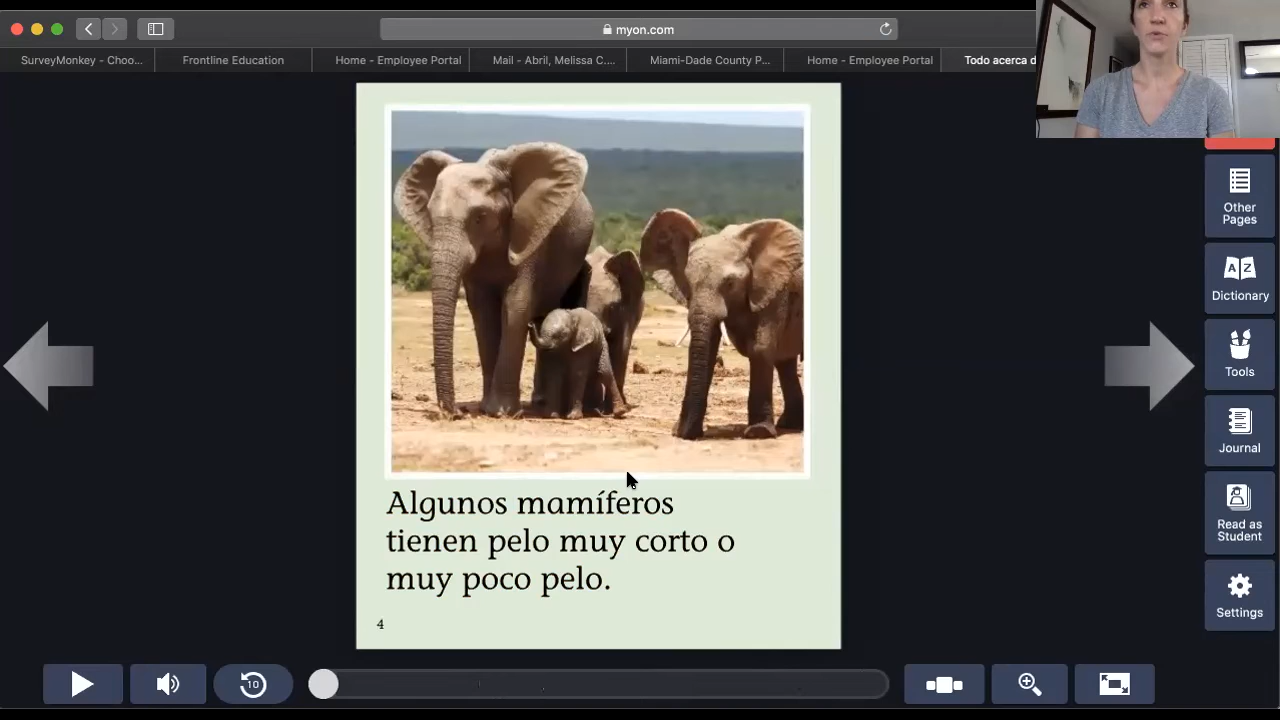 myon.com
SurveyMonkey - Choo...
Frontline Education
Home - Employee Portal
Mail - Abril, Melissa C....
Miami-Dade County P...
Home - Employee Portal
Todo acerca d
Other
Pages
A Z
Dictionary
Tools
Journal
Read as
Student
Settings
Algunos mamíferos
tienen pelo muy corto o
muy poco pelo.
4
10